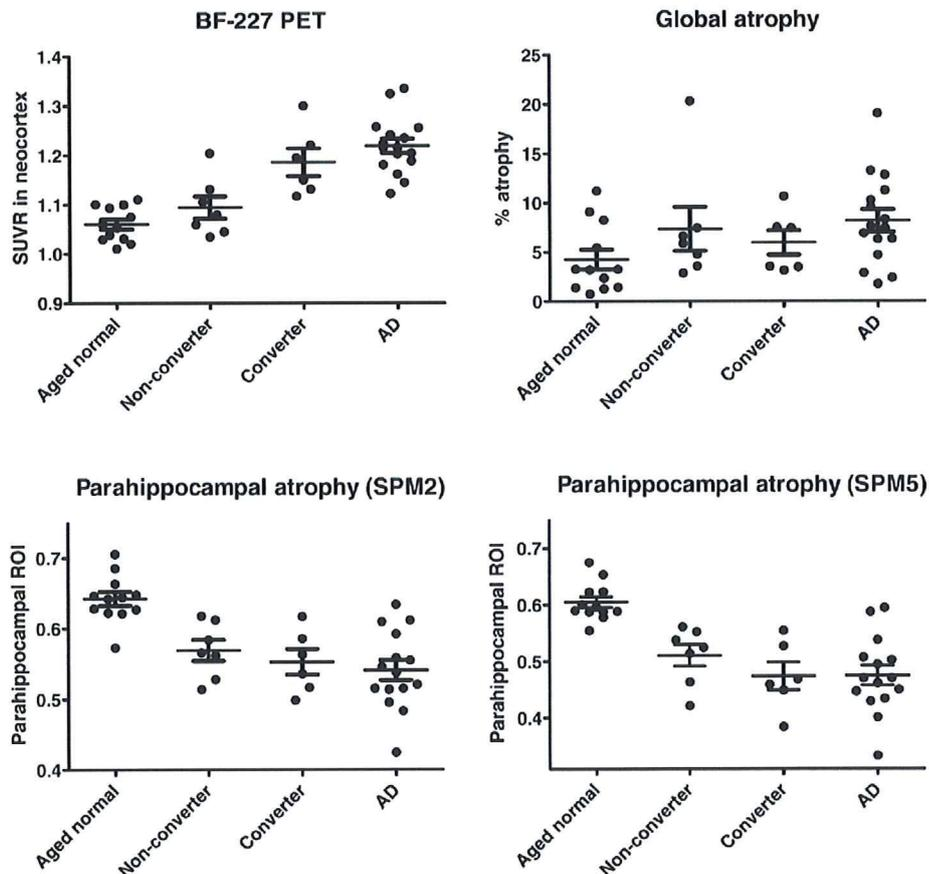 BF-227 PET
SUVR in neocortex
1.4
1.3
1.2
1.1
1.0
0.9
Aged normal
Non-converter
Converter
AD
Global atrophy
% atrophy
25
20
15
10
5
0
Aged normal
Non-converter
Converter
AD
Parahippocampal atrophy (SPM2)
Parahippocampal ROI
0.7
0.6
0.5
0.4
Aged normal
Non-converter
Converter
AD
Parahippocampal atrophy (SPM5)
Parahippocampal ROI
0.7
0.6
0.5
0.4
Aged normal
Non-converter
Converter
AD